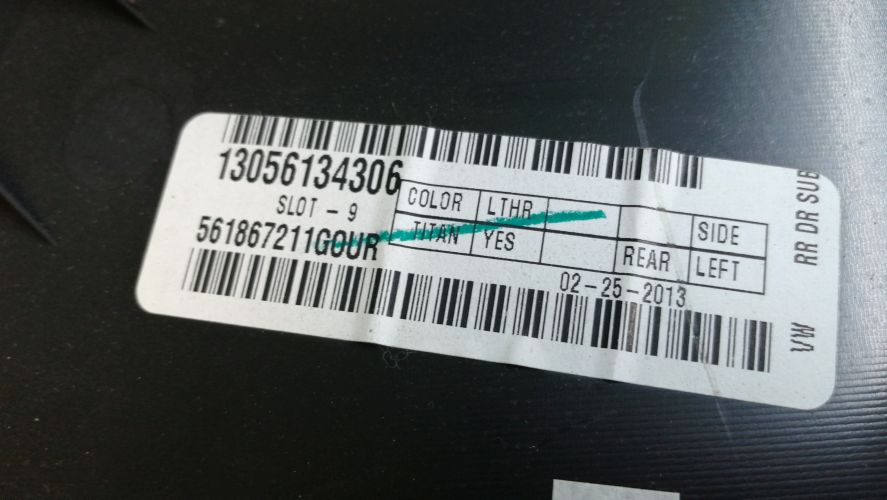 13056134306
SLOT - 9
561867211GOUR
COLOR LTHR SIDE
TITAN YES REAR LEFT
02-25-2013
VW RR DR SUB